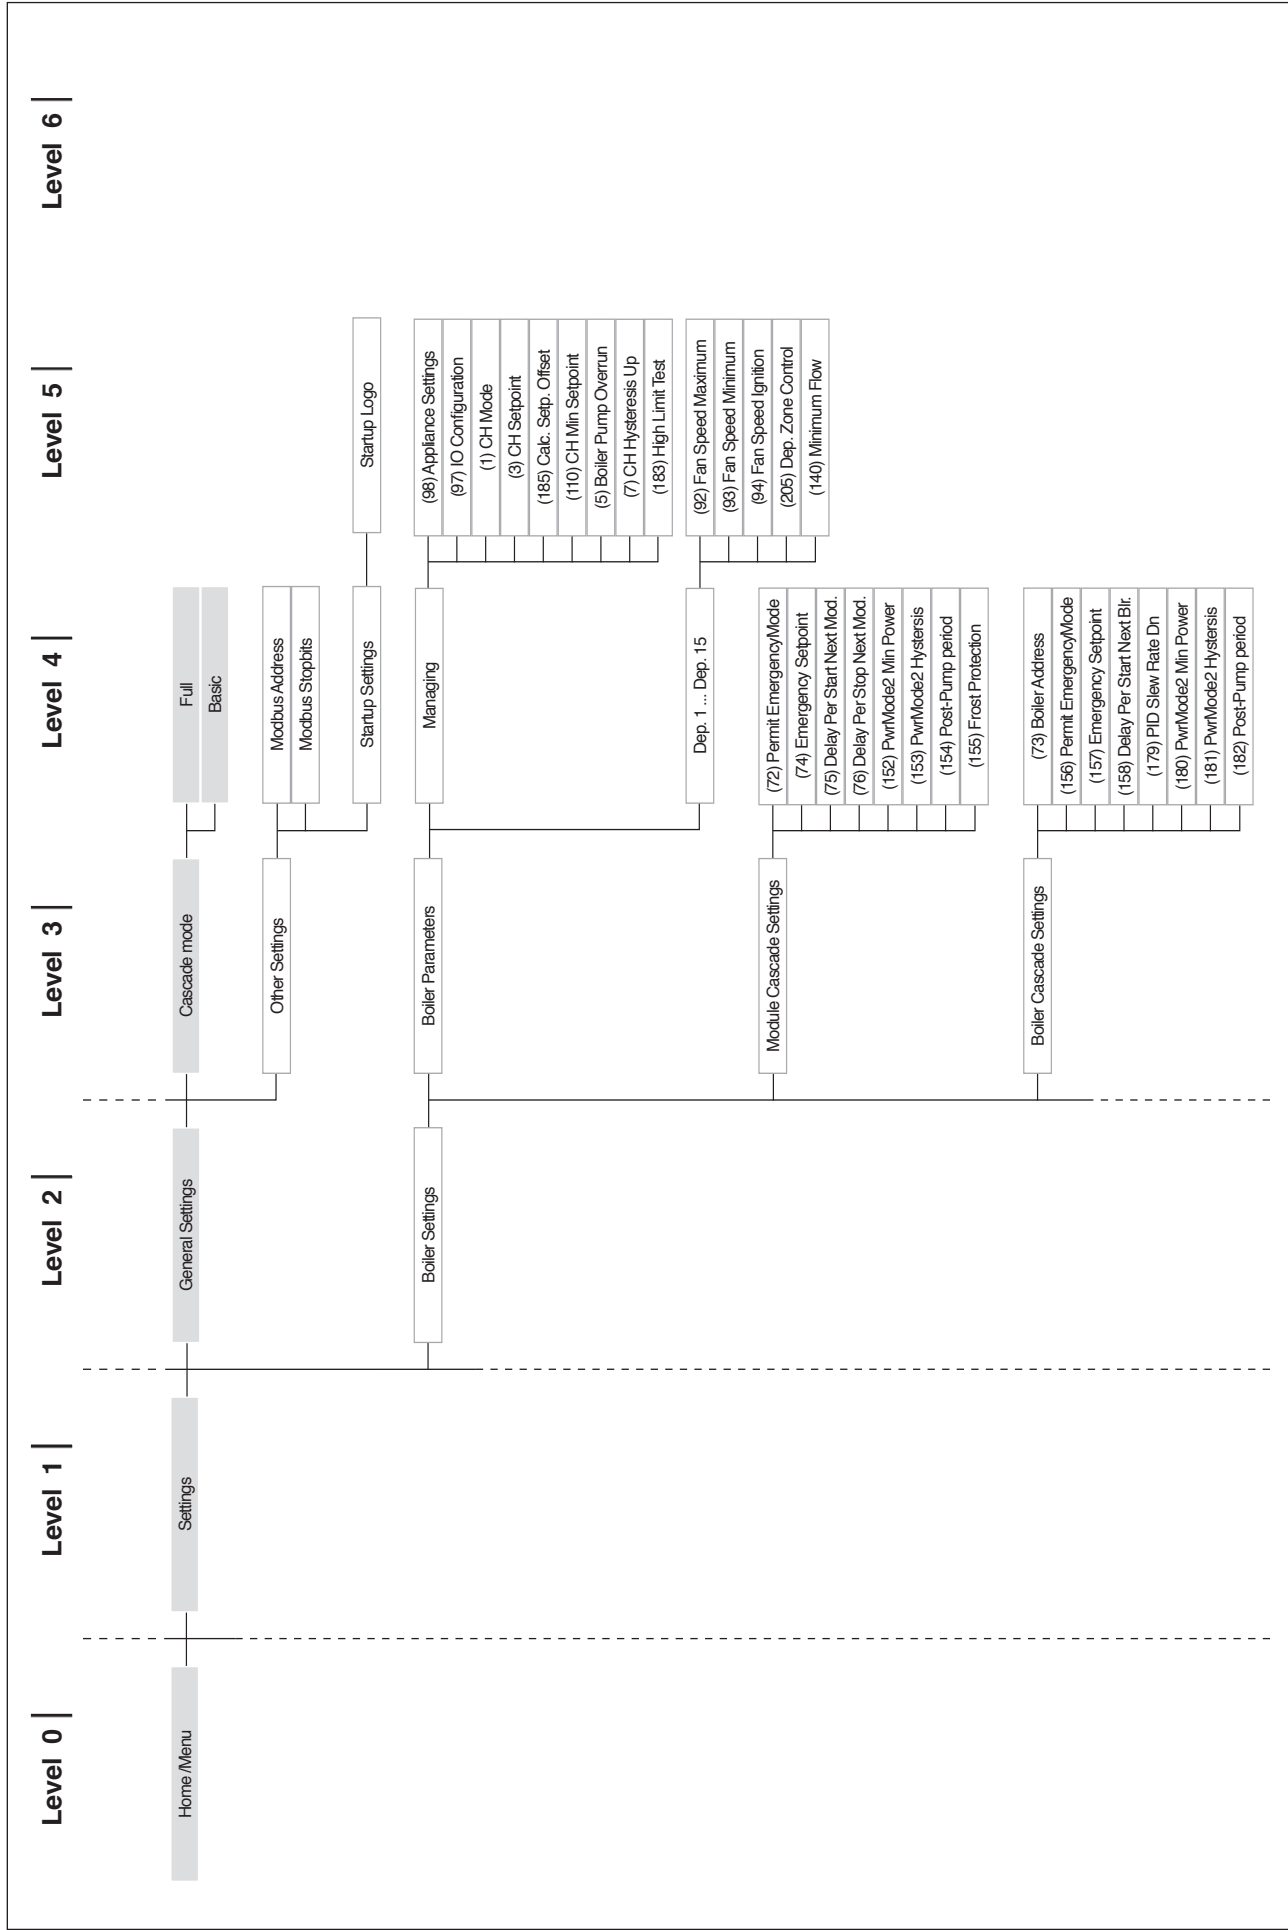 Level 0
Level 1
Level 2
Level 3
Level 4
Level 5
Level 6
Home /Menu
Settings
General Settings
Cascade mode
Full
Basic
Other Settings
Modbus Address
Modbus Stopbits
Startup Settings
Startup Logo
Boiler Settings
Boiler Parameters
Managing
(98) Appliance Settings
(97) IO Configuration
(1) CH Mode
(3) CH Setpoint
(185) Calc. Setp. Offset
(110) CH Min Setpoint
(5) Boiler Pump Overrun
(7) CH Hysteresis Up
(183) High Limit Test
Dep. 1 ... Dep. 15
(92) Fan Speed Maximum
(93) Fan Speed Minimum
(94) Fan Speed Ignition
(205) Dep. Zone Control
(140) Minimum Flow
Module Cascade Settings
(72) Permit EmergencyMode
(74) Emergency Setpoint
(75) Delay Per Start Next Mod.
(76) Delay Per Stop Next Mod.
(152) PwrMode2 Min Power
(153) PwrMode2 Hystersis
(154) Post-Pump period
(155) Frost Protection
Boiler Cascade Settings
(73) Boiler Address
(156) Permit EmergencyMode
(157) Emergency Setpoint
(158) Delay Per Start Next Blr.
(179) PID Slew Rate Dn
(180) PwrMode2 Min Power
(181) PwrMode2 Hystersis
(182) Post-Pump period